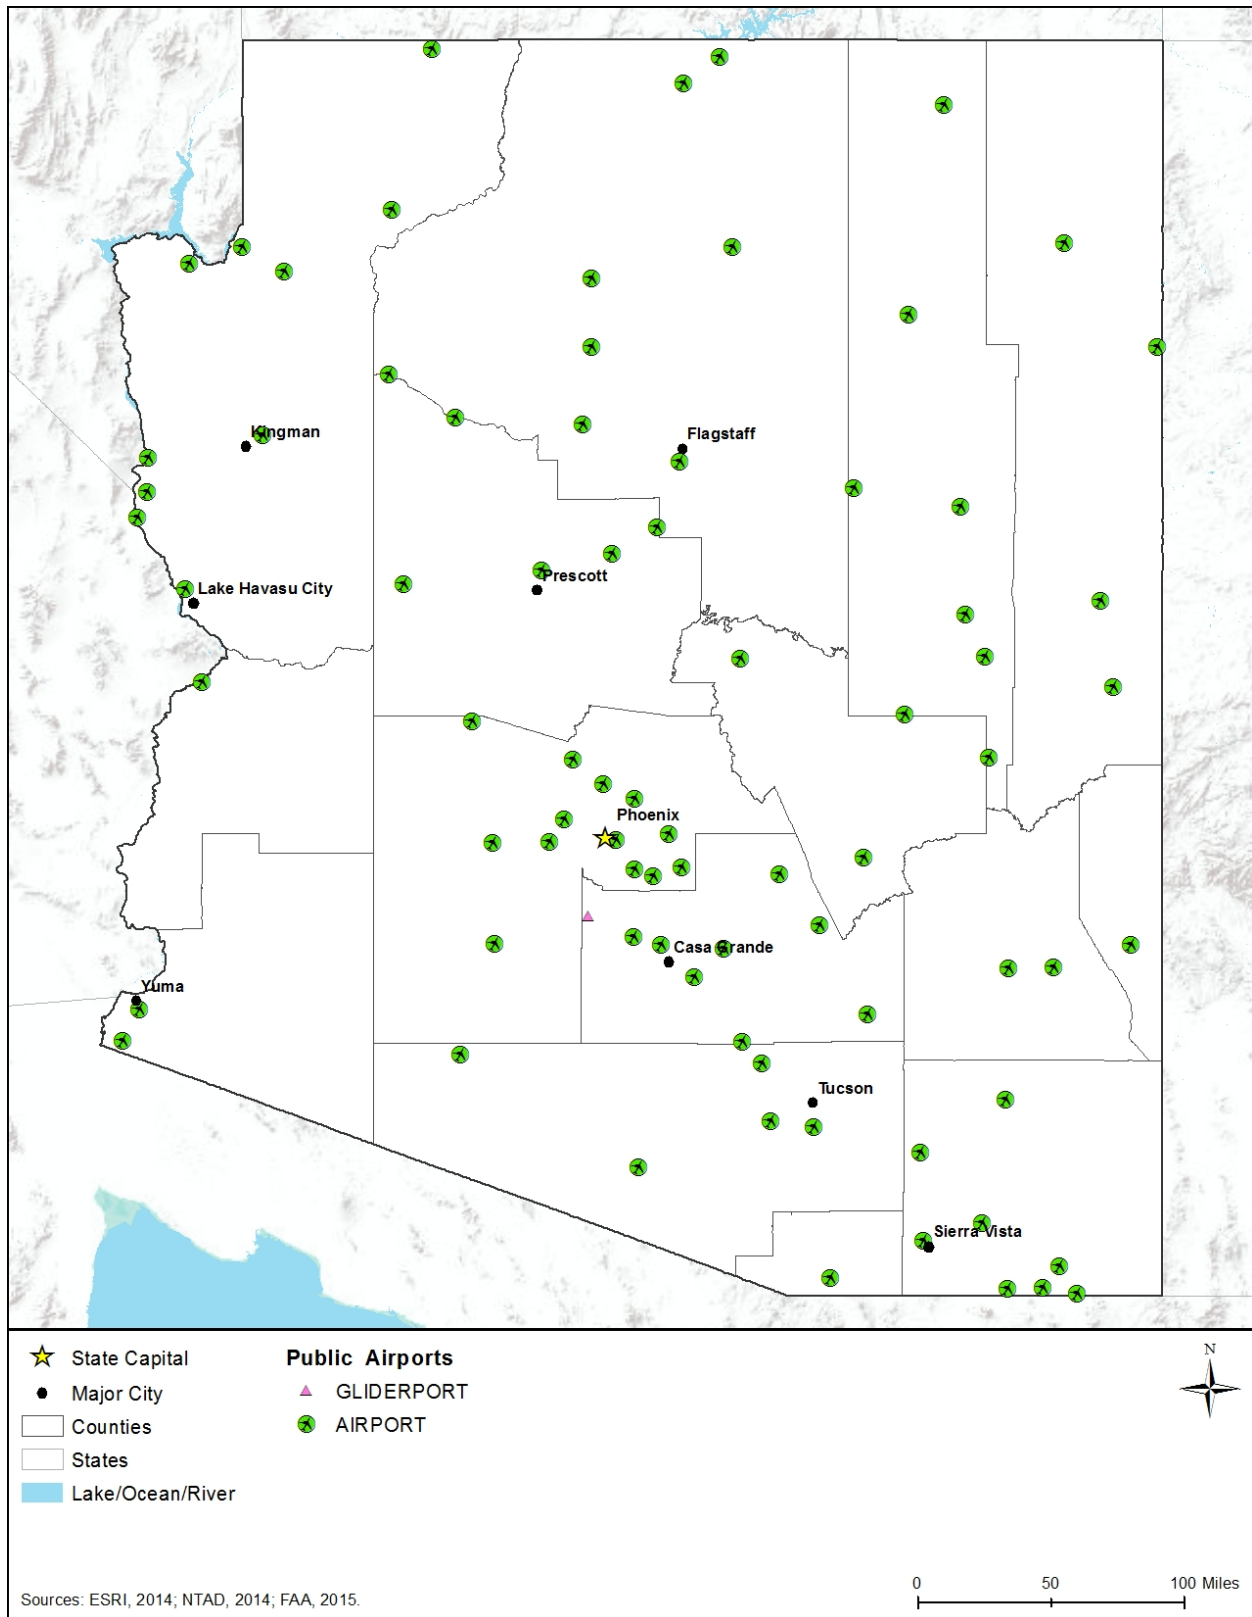 Kingman
Flagstaff
Prescott
Lake Havasu City
Phoenix
Casa Grande
Yuma
Tucson
Sierra Vista
State Capital
Major City
Counties
States
Lake/Ocean/River
Public Airports
GLIDERPORT
AIRPORT
N
Sources: ESRI, 2014; NTAD, 2014; FAA, 2015.
0 50 100 Miles